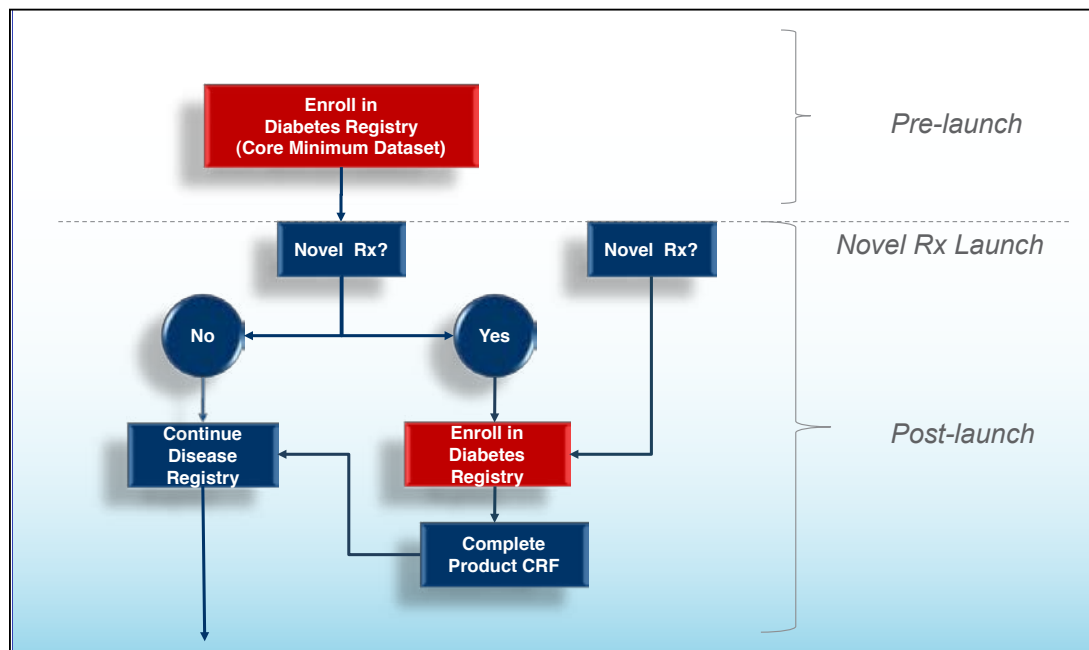 Enroll in
Diabetes Registry
(Core Minimum Dataset)
Pre-launch
Novel Rx?
Novel Rx?
Novel Rx Launch
No
Yes
Continue
Disease
Registry
Enroll in
Diabetes
Registry
Post-launch
Complete
Product CRF